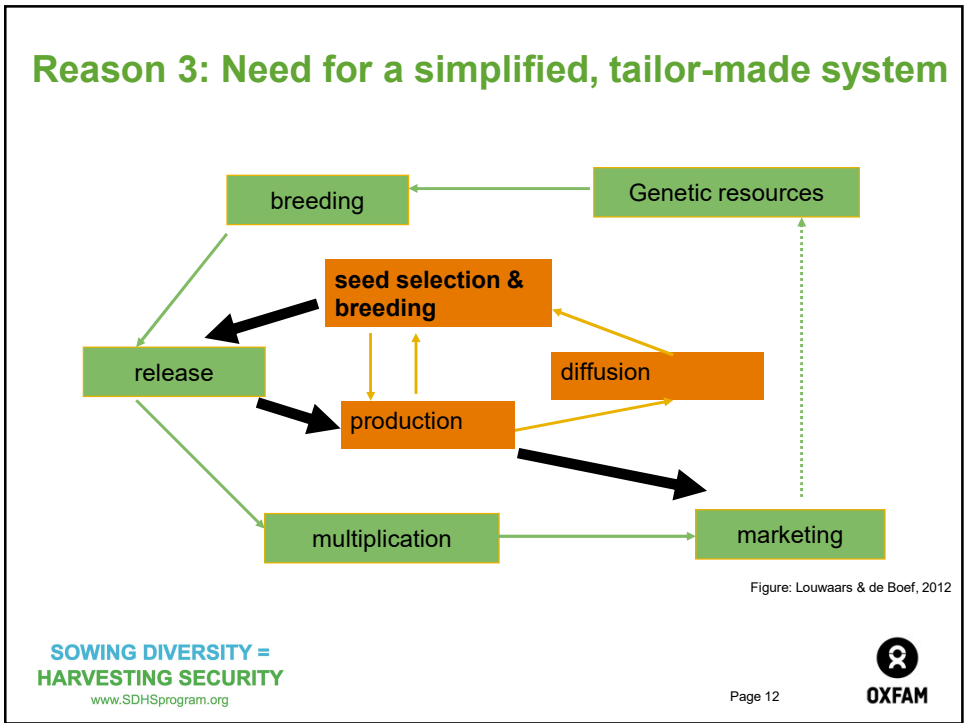 Reason 3: Need for a simplified, tailor-made system
breeding
Genetic resources
seed selection &
breeding
release
diffusion
production
multiplication
marketing
Figure: Louwaars & de Boef, 2012
SOWING DIVERSITY =
HARVESTING SECURITY
www.SDHSprogram.org
Page 12
OXFAM